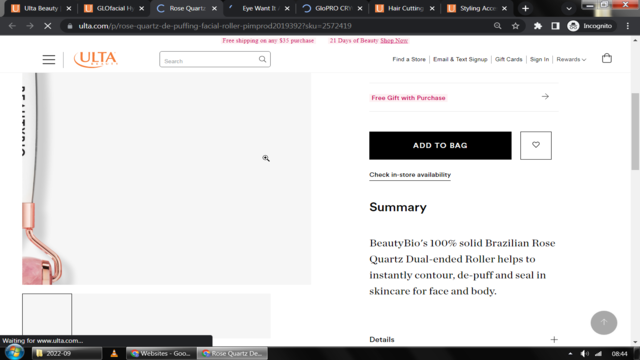 Ulta Beauty
GLOfacial Hy
Rose Quartz
Eye Want It
GloPRO CRY
Hair Cutting
Styling Acce
ulta.com/p/rose-quartz-de-puffing-facial-roller-pimprod2019392?sku=2572419
Incognito
Free shipping on any $35 purchase
21 Days of Beauty Shop Now
ULTA
BEAUTY
Search
Find a Store
Email & Text Signup
Gift Cards
Sign In
Rewards
BEAUTYBIO
Free Gift with Purchase
ADD TO BAG
Check in-store availability
Summary
BeautyBio's 100% solid Brazilian Rose
Quartz Dual-ended Roller helps to
instantly contour, de-puff and seal in
skincare for face and body.
Details
Waiting for www.ulta.com...
2022-09
Websites - Goo...
Rose Quartz De...
08:44